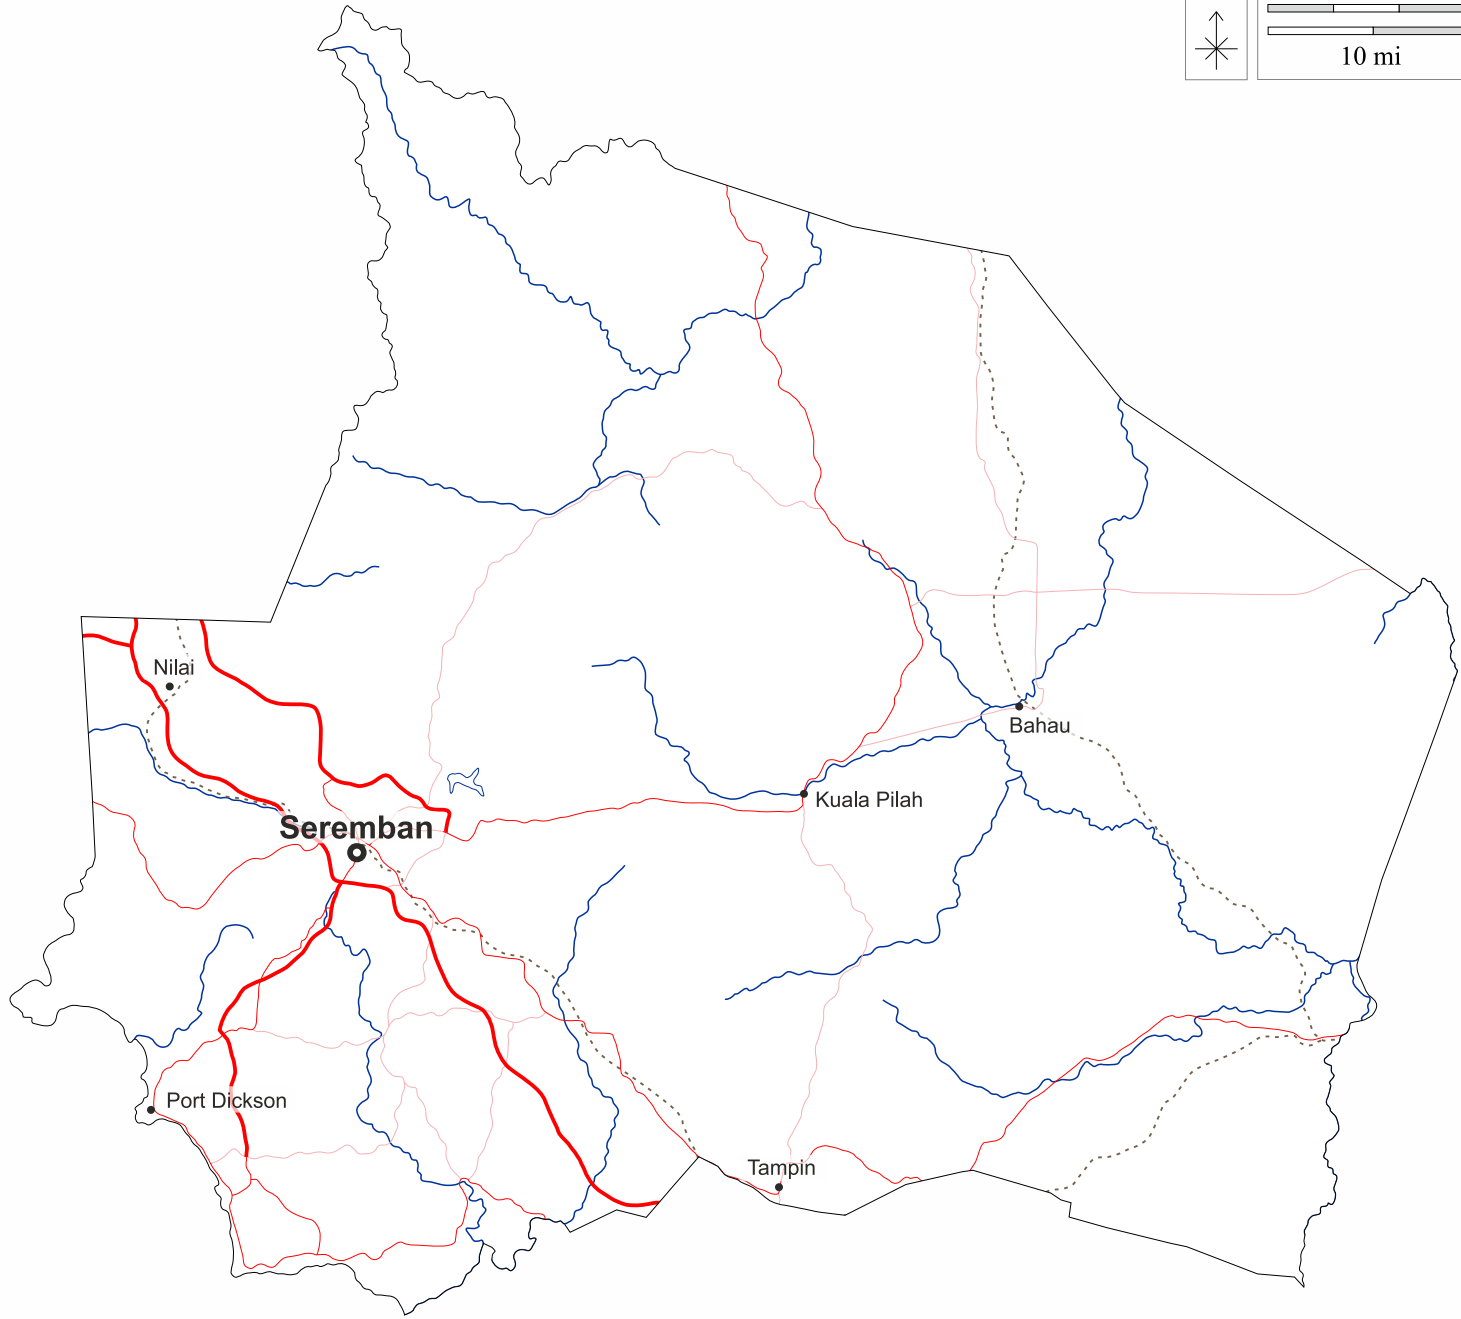 10 mi
Nilai
Bahau
Kuala Pilah
Seremban
Port Dickson
Tampin